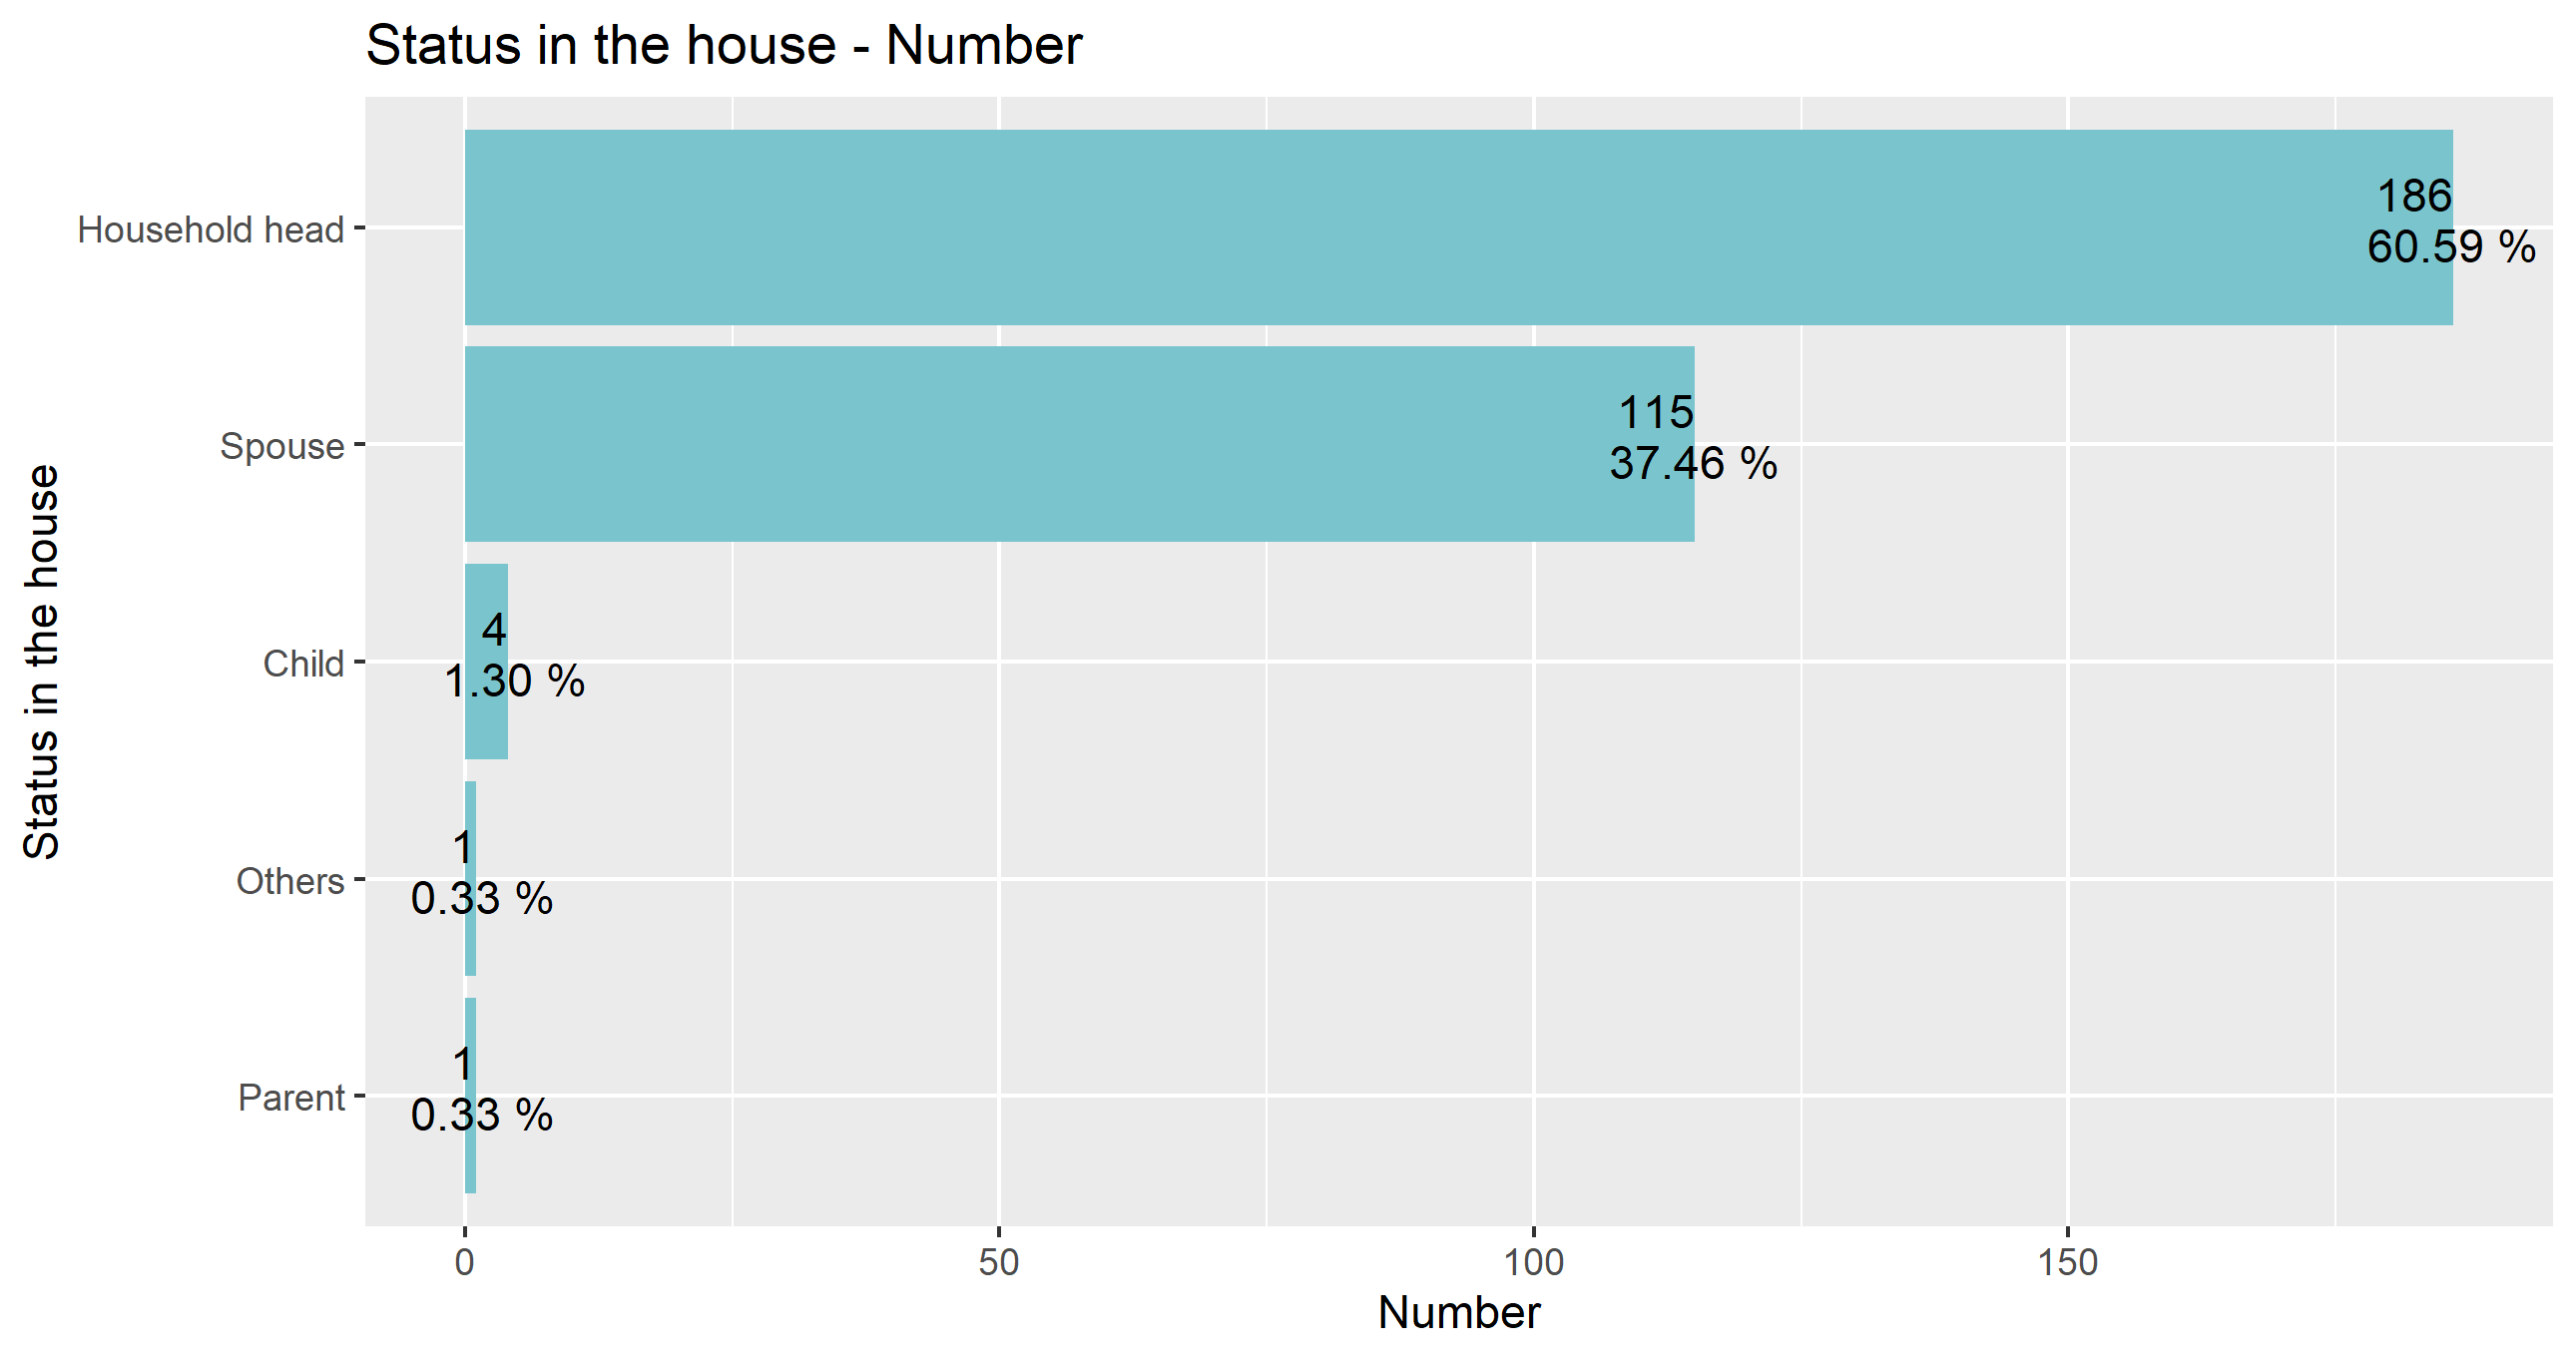 Status in the house - Number
Household head
186
60.59 %
Spouse
115
37.46 %
Child
4
1.30 %
Others
1
0.33 %
Parent
1
0.33 %
Status in the house
0
50
100
150
Number